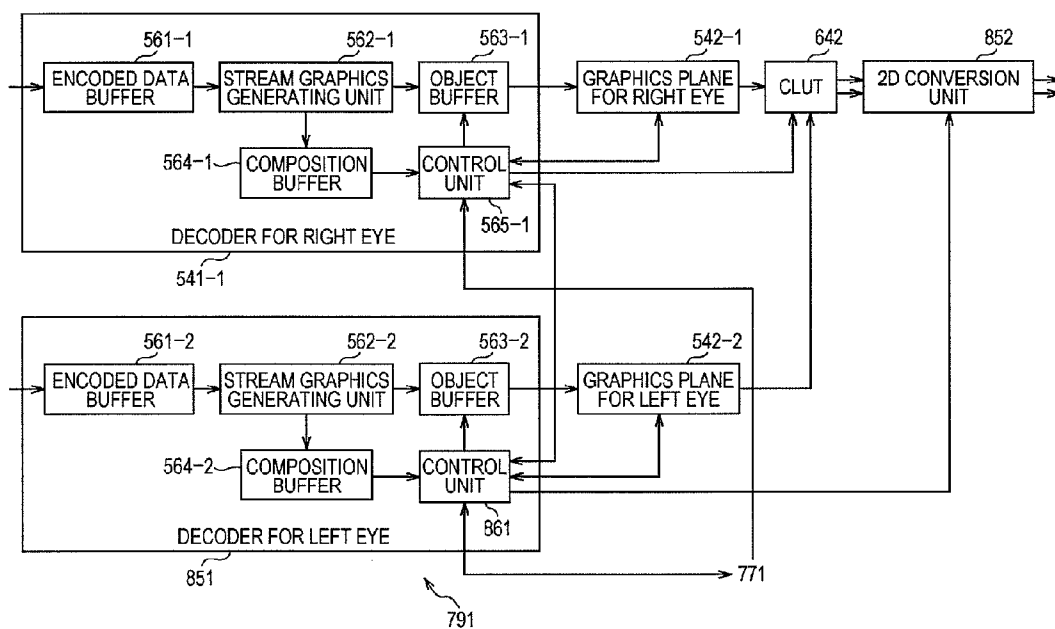 561-1
562-1
563-1
542-1
642
852
ENCODED DATA
BUFFER
STREAM GRAPHICS
GENERATING UNIT
OBJECT
BUFFER
GRAPHICS PLANE
FOR RIGHT EYE
CLUT
2D CONVERSION
UNIT
564-1
COMPOSITION
BUFFER
CONTROL
UNIT
565-1
DECODER FOR RIGHT EYE
541-1
561-2
562-2
563-2
542-2
ENCODED DATA
BUFFER
STREAM GRAPHICS
GENERATING UNIT
OBJECT
BUFFER
GRAPHICS PLANE
FOR LEFT EYE
564-2
COMPOSITION
BUFFER
CONTROL
UNIT
861
DECODER FOR LEFT EYE
851
771
791